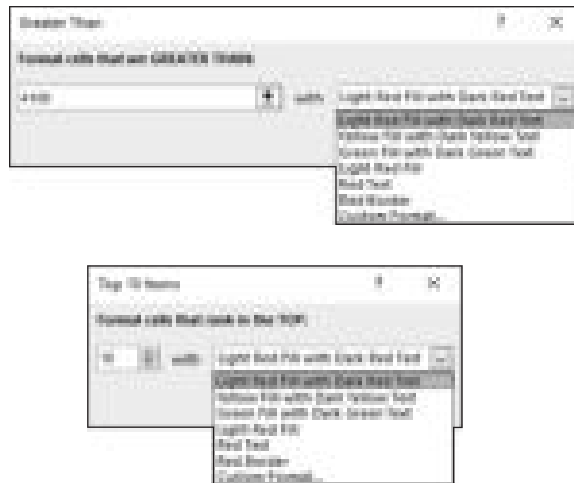 Greater Than ? ×
Format cells that are GREATER THAN:
with Light Red Fill with Dark Red Text
Light Red Fill with Dark Red Text
Yellow Fill with Dark Yellow Text
Green Fill with Dark Green Text
Light Red Fill
Red Text
Red Border
Custom Format...
Top 10 Items ? ×
Format cells that rank in the TOP:
with Light Red Fill with Dark Red Text
Light Red Fill with Dark Red Text
Yellow Fill with Dark Yellow Text
Green Fill with Dark Green Text
Light Red Fill
Red Text
Red Border
Custom Format...